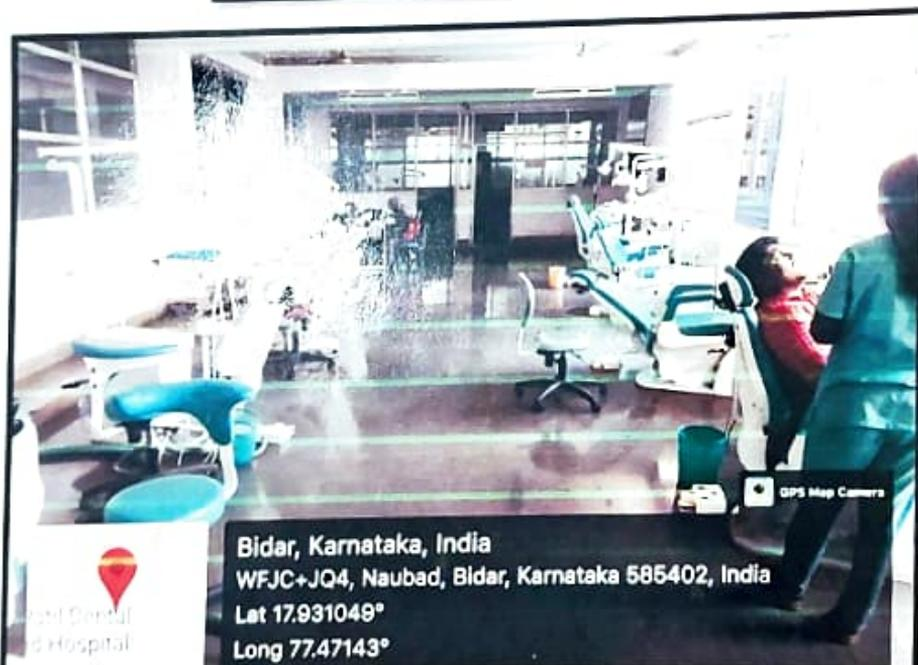 GPS Map Camera
Bidar, Karnataka, India
WFJC+JQ4, Naubad, Bidar, Karnataka 585402, India
Lat 17.931049°
Long 77.47143°
Dental
Hospital